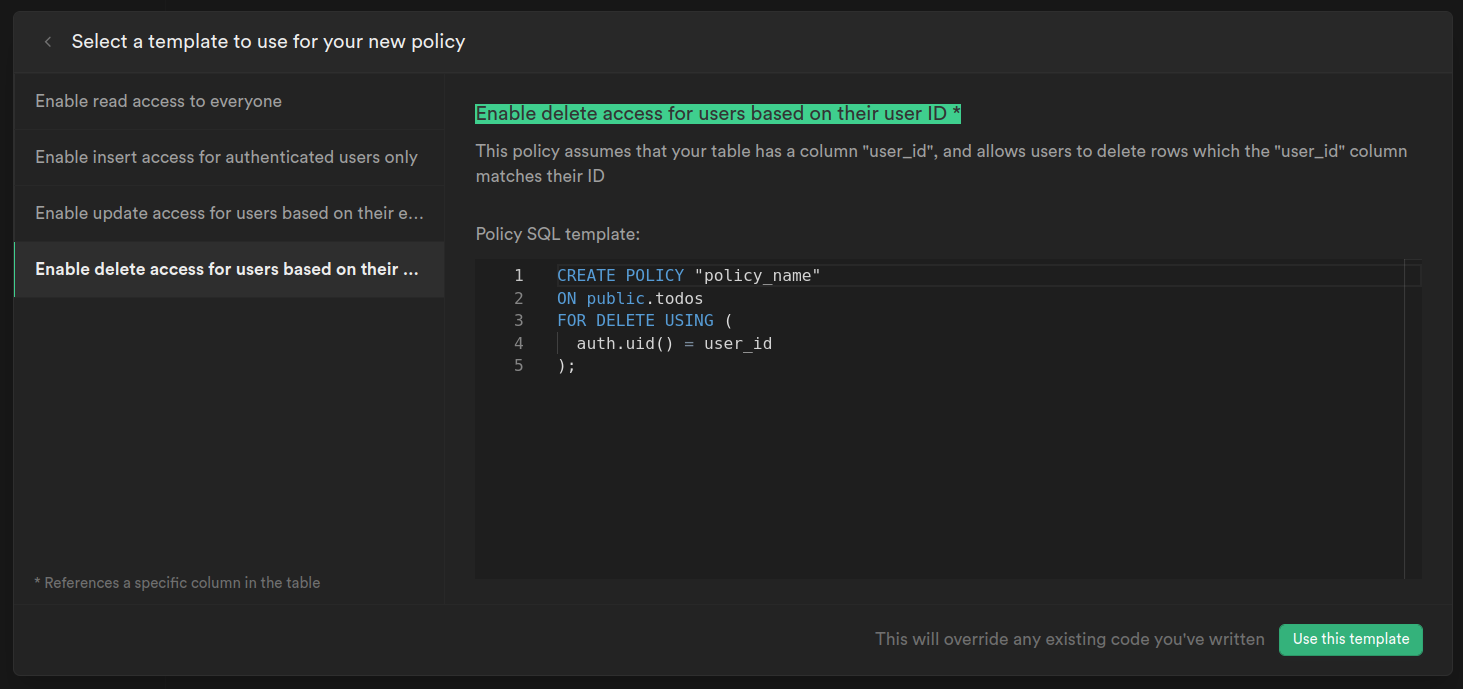 Select a template to use for your new policy
Enable read access to everyone
Enable insert access for authenticated users only
Enable update access for users based on their e...
Enable delete access for users based on their ...
* References a specific column in the table
Enable delete access for users based on their user ID *
This policy assumes that your table has a column "user_id", and allows users to delete rows which the "user_id" column
matches their ID
Policy SQL template:
1 CREATE POLICY "policy_name"
2 ON public.todos
3 FOR DELETE USING (
4   auth.uid() = user_id
5 );
This will override any existing code you've written
Use this template